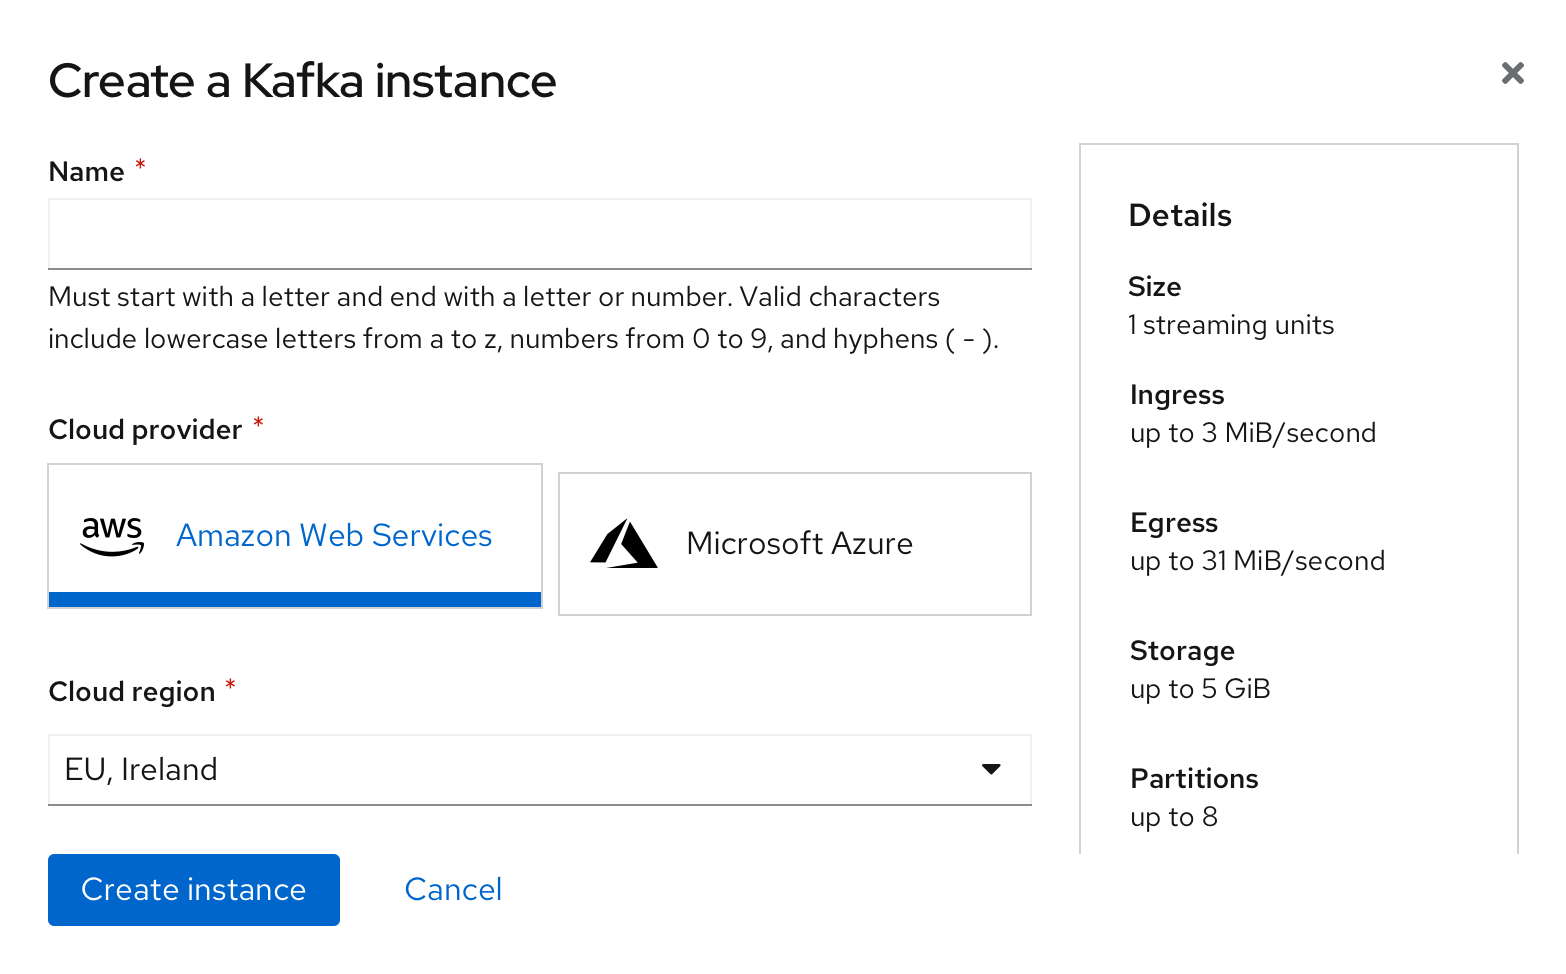 Create a Kafka instance
Name *
Must start with a letter and end with a letter or number. Valid characters
include lowercase letters from a to z, numbers from 0 to 9, and hyphens ( - ).
Cloud provider *
aws Amazon Web Services
Microsoft Azure
Cloud region *
EU, Ireland
Create instance
Cancel
Details
Size
1 streaming units
Ingress
up to 3 MiB/second
Egress
up to 31 MiB/second
Storage
up to 5 GiB
Partitions
up to 8